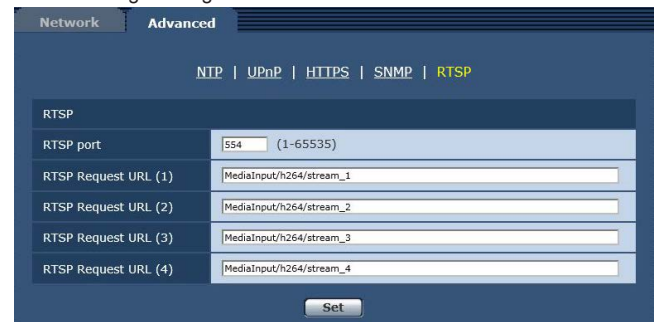 Network Advanced
NTP | UPnP | HTTPS | SNMP | RTSP
RTSP
RTSP port 554 (1-65535)
RTSP Request URL (1) MediaInput/h264/stream_1
RTSP Request URL (2) MediaInput/h264/stream_2
RTSP Request URL (3) MediaInput/h264/stream_3
RTSP Request URL (4) MediaInput/h264/stream_4
Set